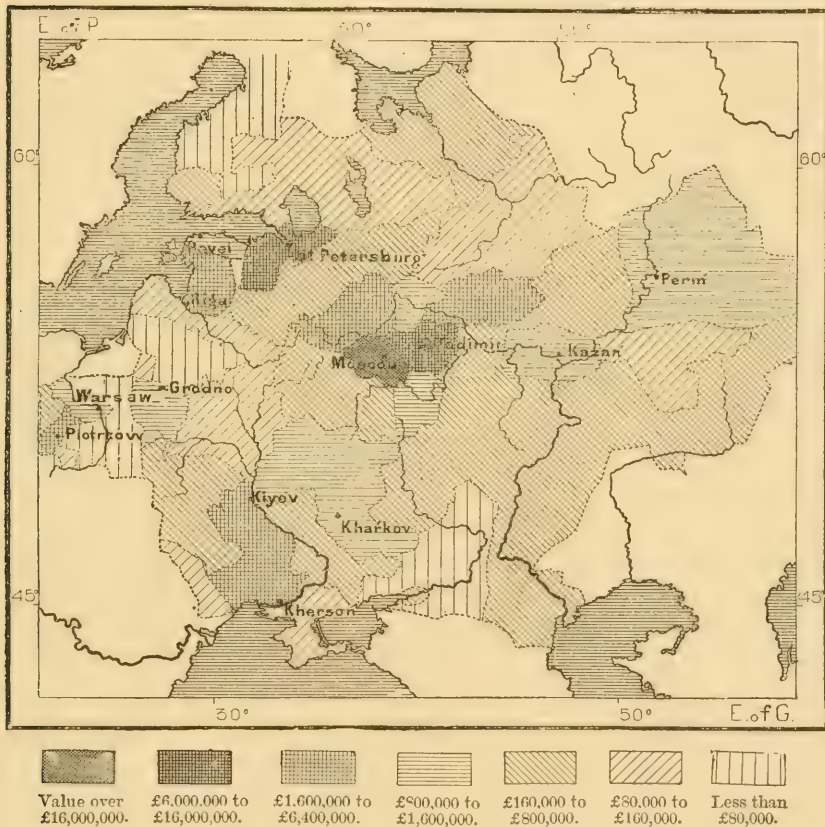 E. of P.
60°
60°
Revel
St Petersburg
Riga
Perm
Vladimir
Kazan
Moscow
Grodno
Warsaw
Piotrkow
Kiyev
Kharkov
45°
45°
Kherson
30°
50°
E. of G.
Value over
£16,000,000.
£6,000,000 to
£16,000,000.
£1,600,000 to
£6,400,000.
£800,000 to
£1,600,000.
£160,000 to
£800,000.
£80,000 to
£160,000.
Less than
£80,000.